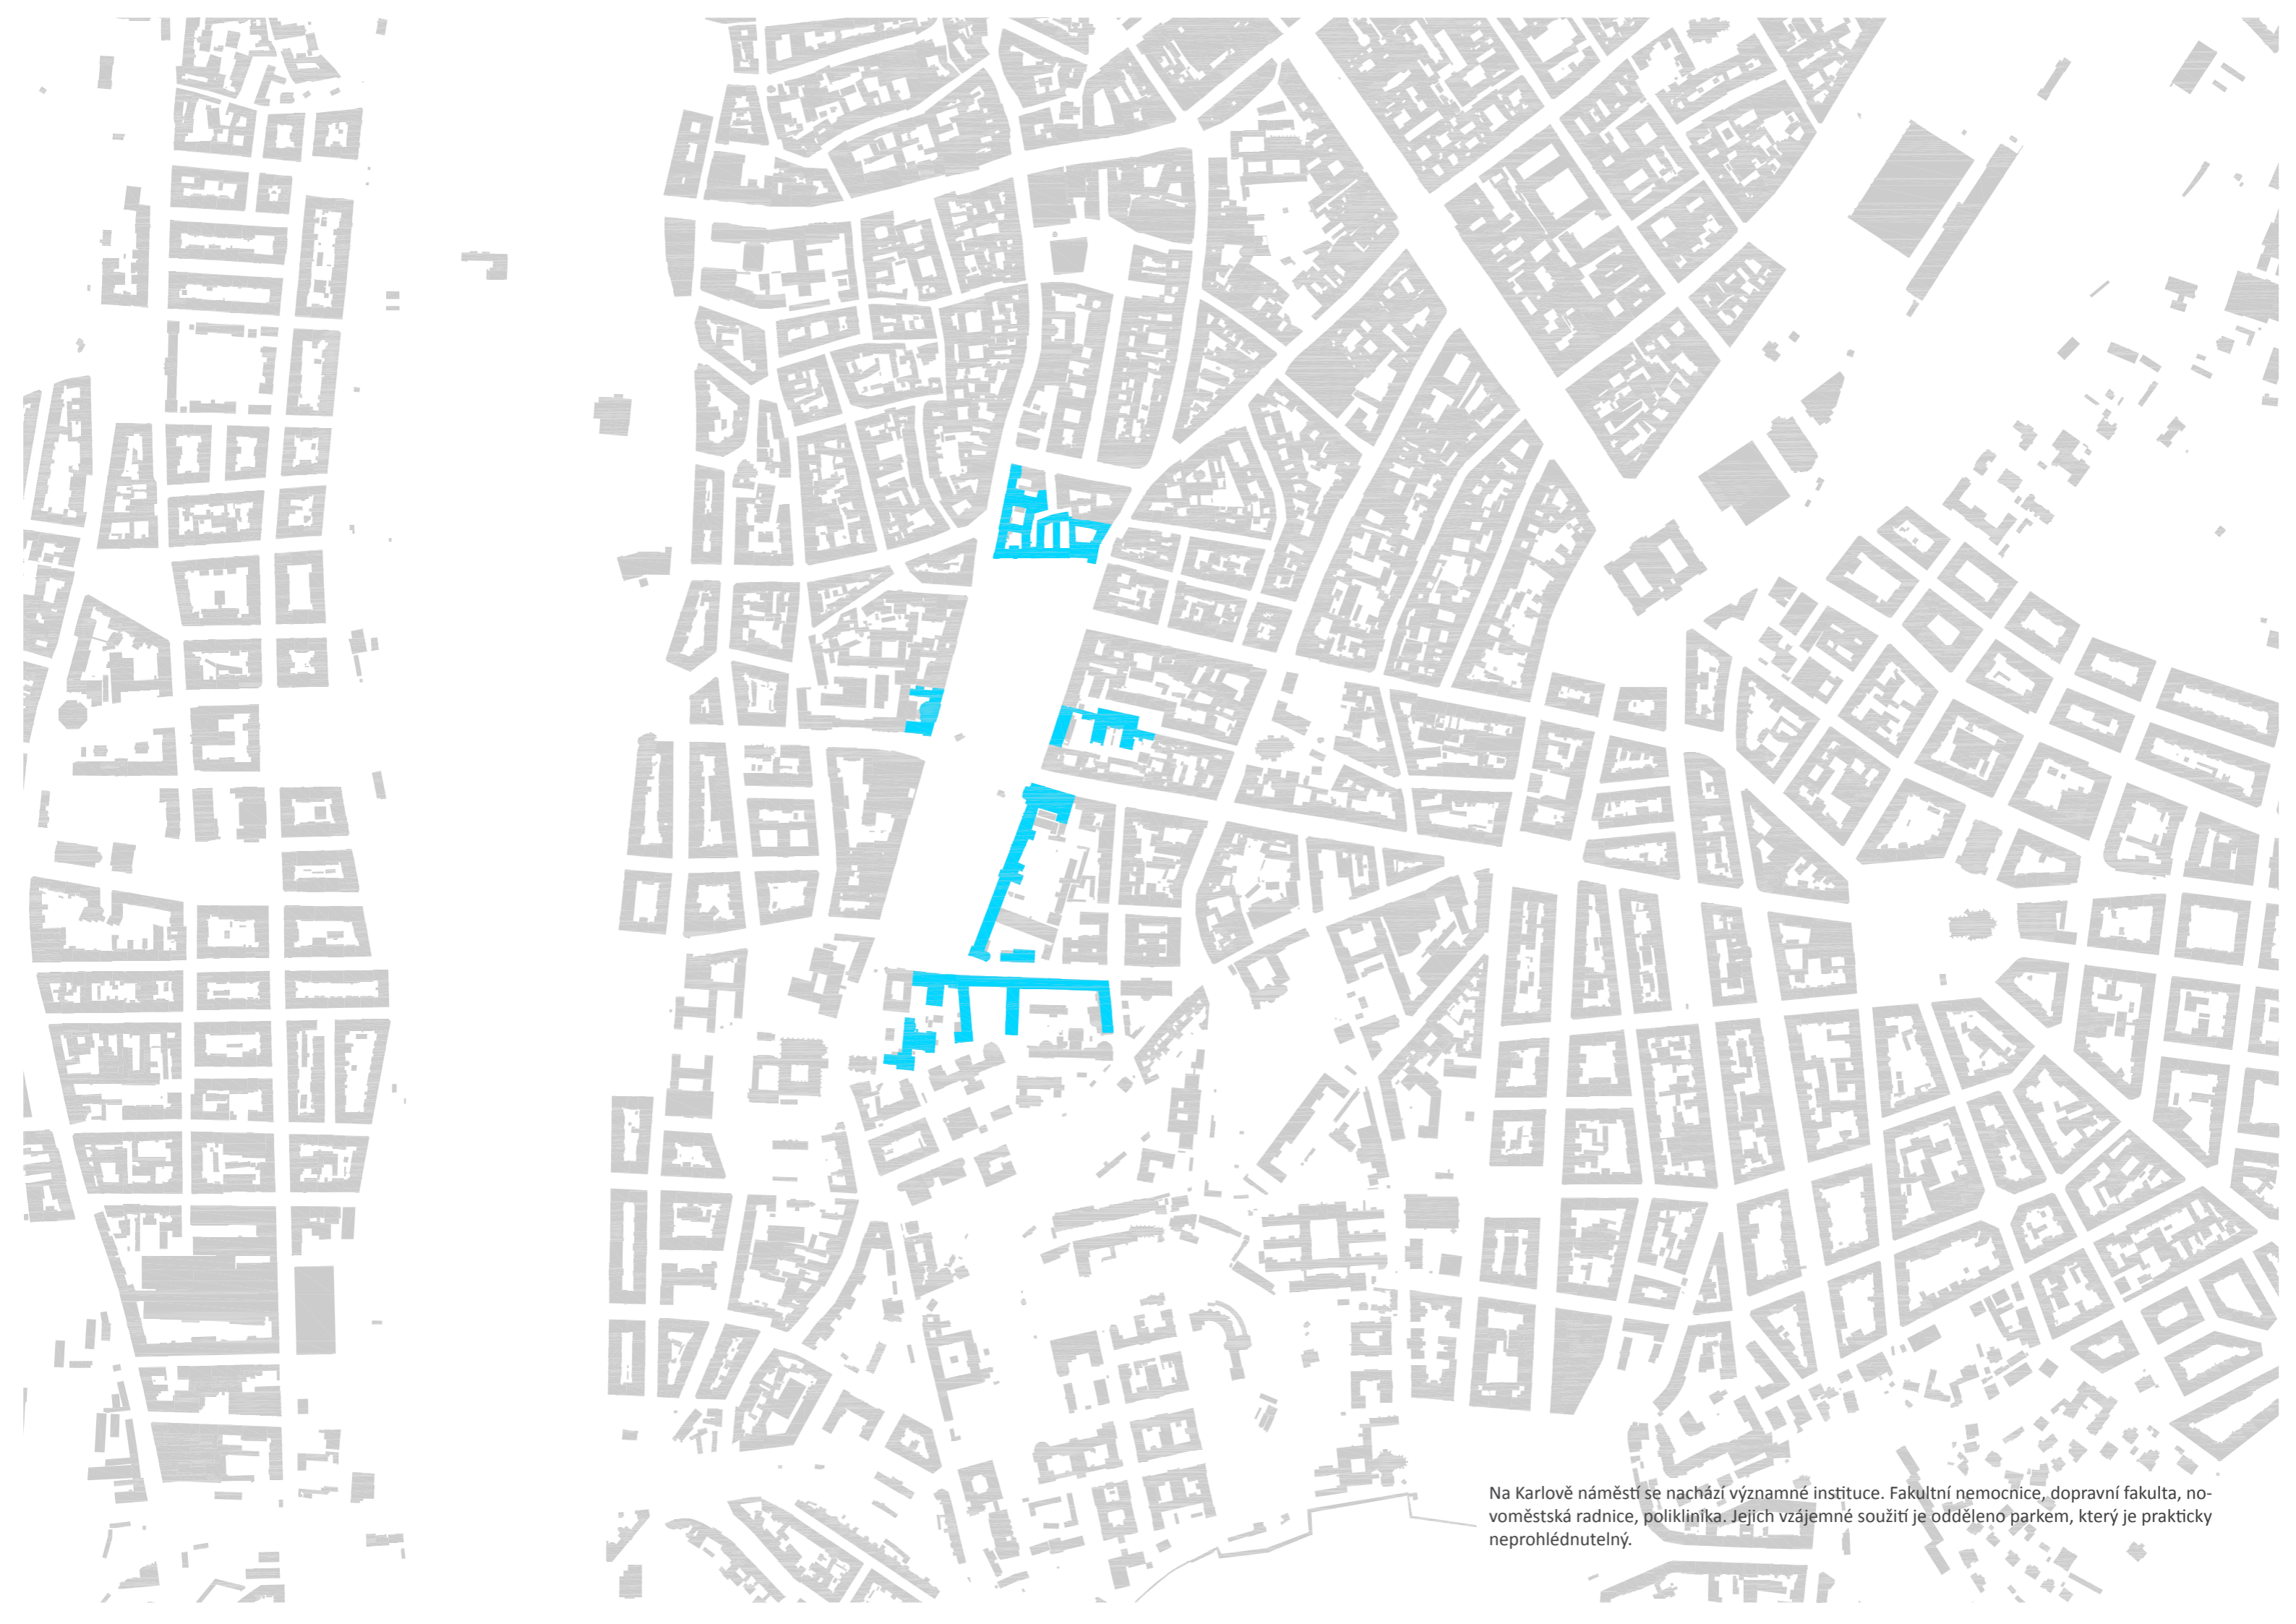 Na Karlově náměstí se nachází významné instituce. Fakultní nemocnice, dopravní fakulta, no-
voměstská radnice, poliklinika. Jejich vzájemné soužití je odděleno parkem, který je prakticky
neprohlédnutelný.